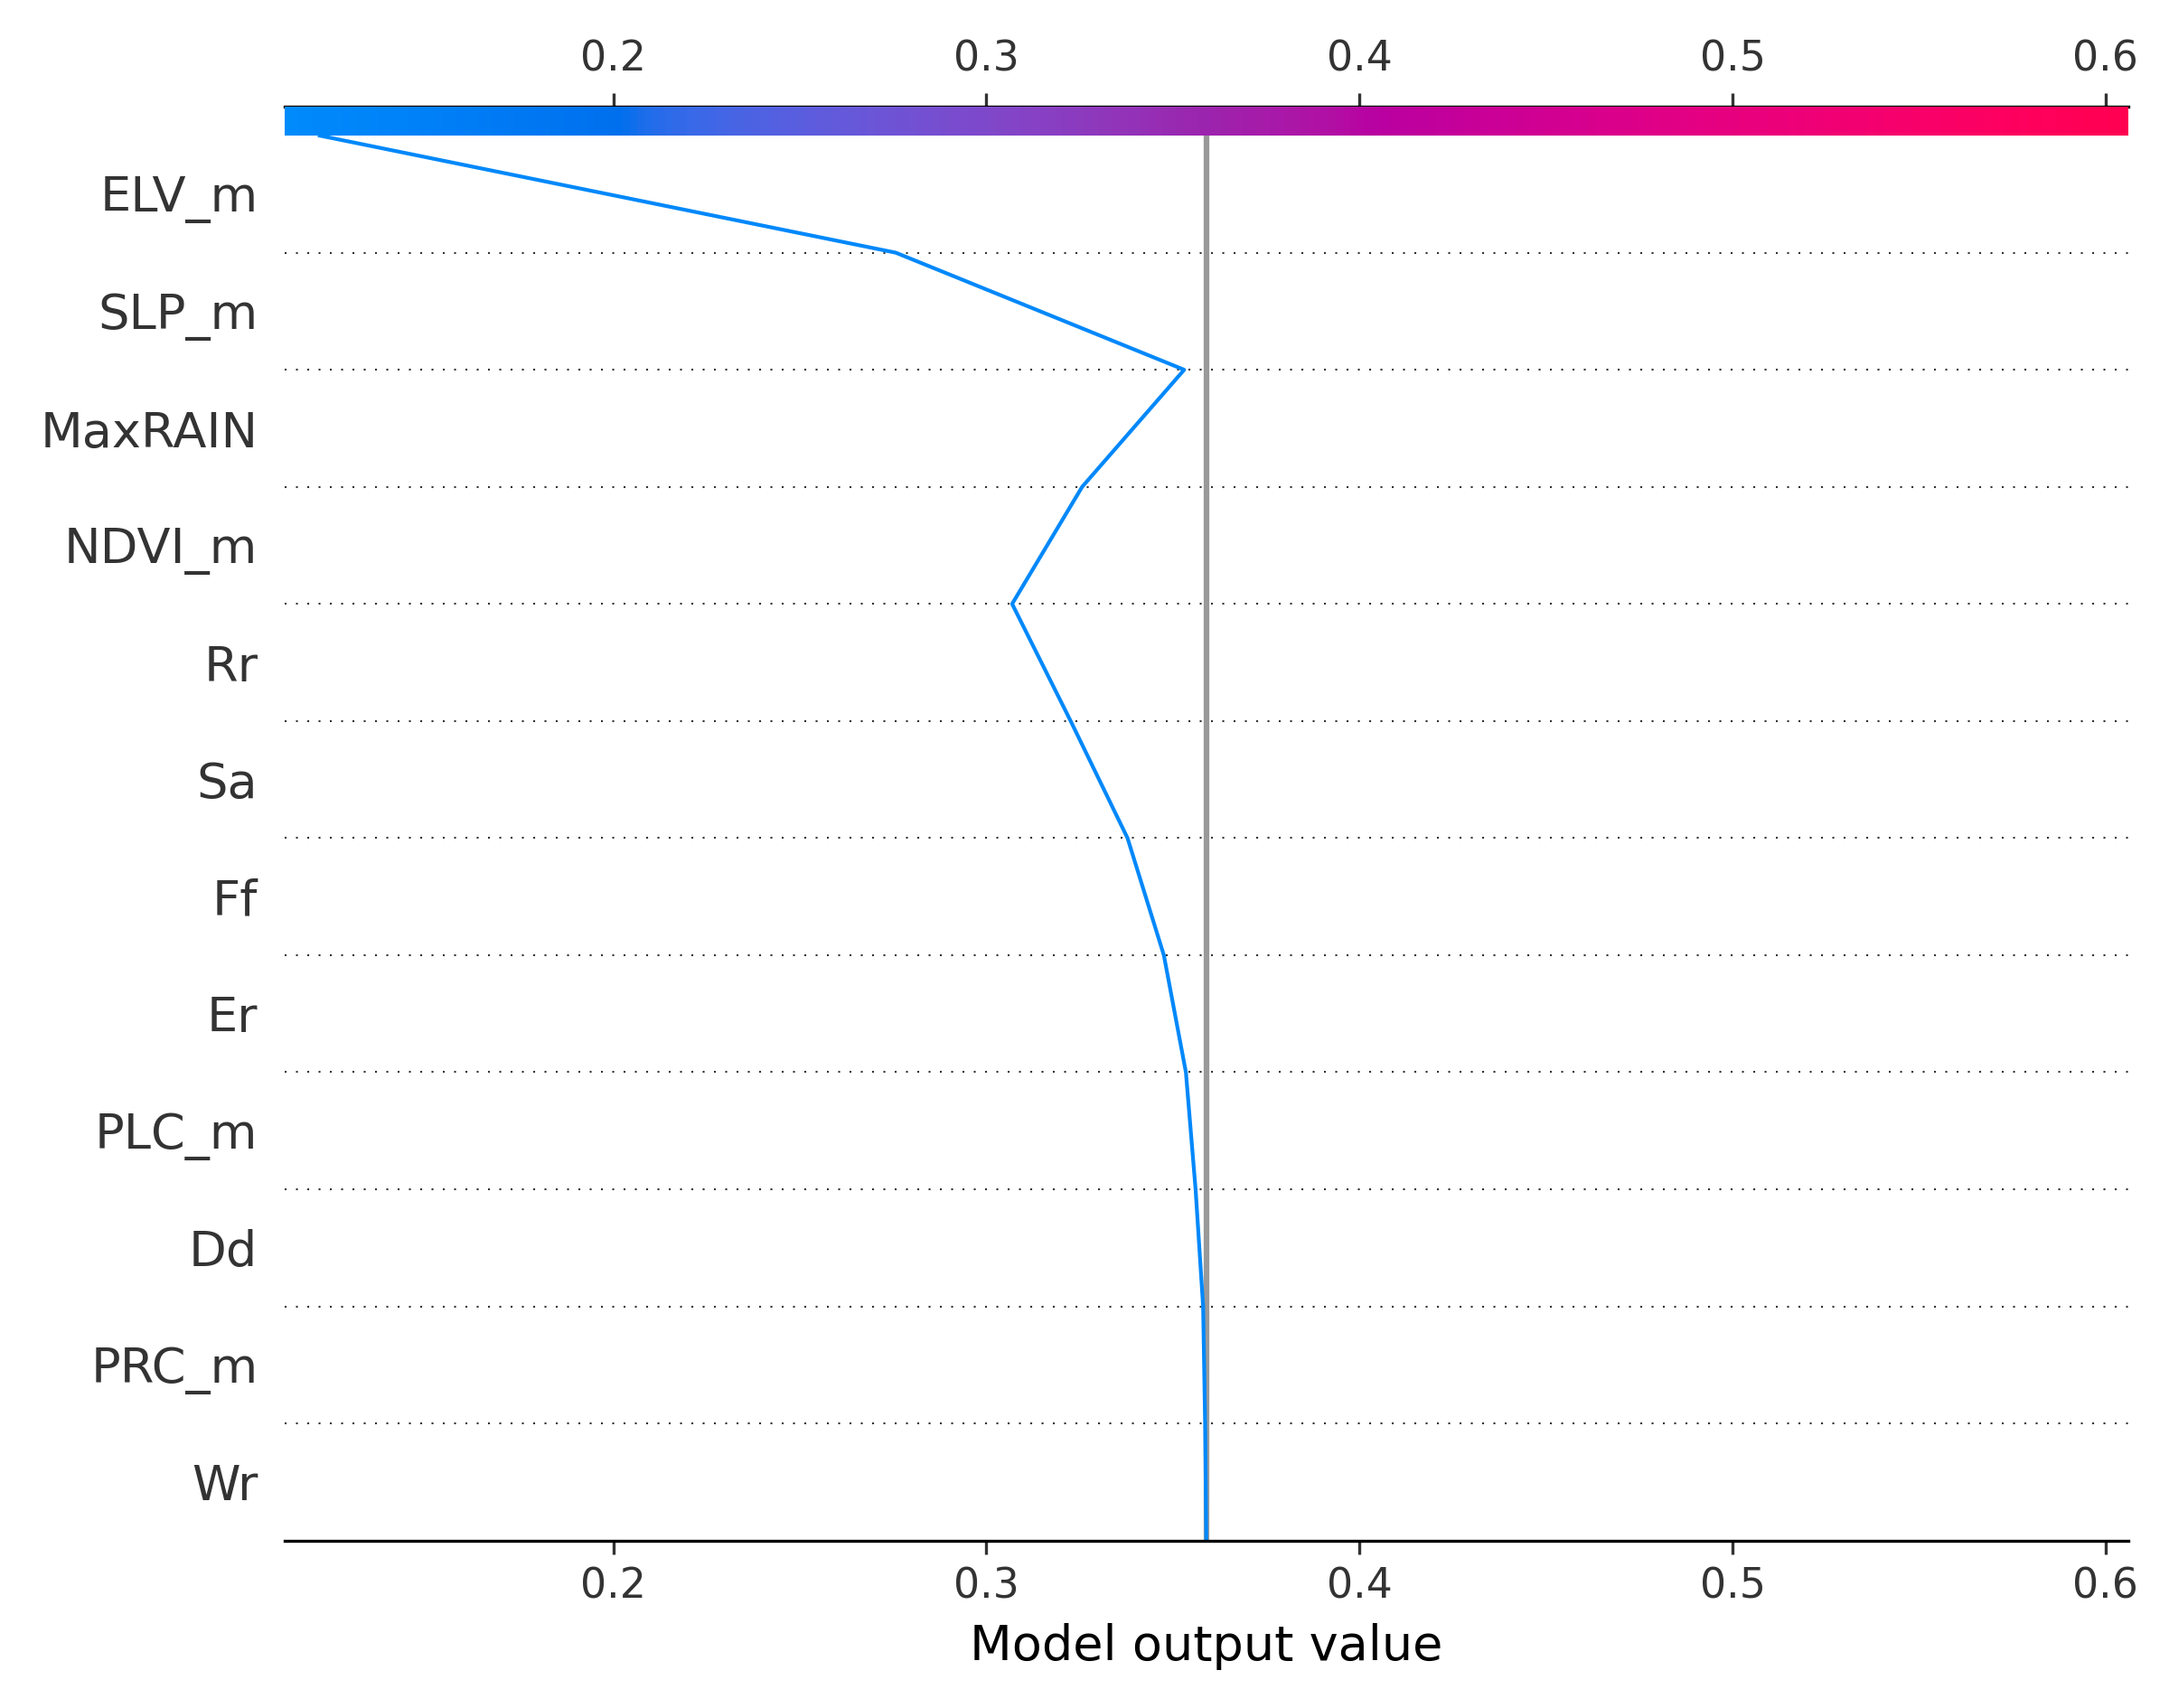 0.2 0.3 0.4 0.5 0.6
ELV_m
SLP_m
MaxRAIN
NDVI_m
Rr
Sa
Ff
Er
PLC_m
Dd
PRC_m
Wr
0.2 0.3 0.4 0.5 0.6
Model output value